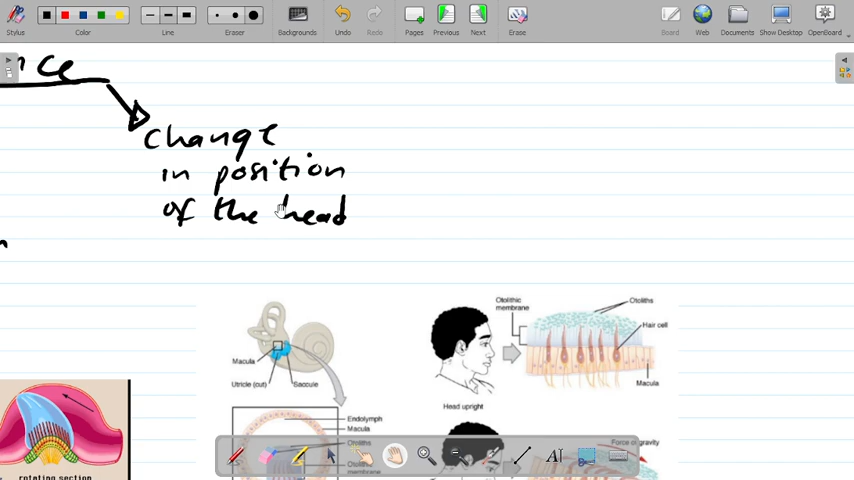 Stylus
Color
Line
Eraser
Backgrounds
Undo
Redo
Pages
Previous
Next
Erase
Board
Web
Documents
Show Desktop
OpenBoard
nce
change
in position
of the head
n
Macula
Utricle (cut)
Saccule
Otolithic
membrane
Otoliths
Hair cell
Macula
Head upright
Endolymph
Macula
Otoliths
Otolithic
Force of gravity
rotating section